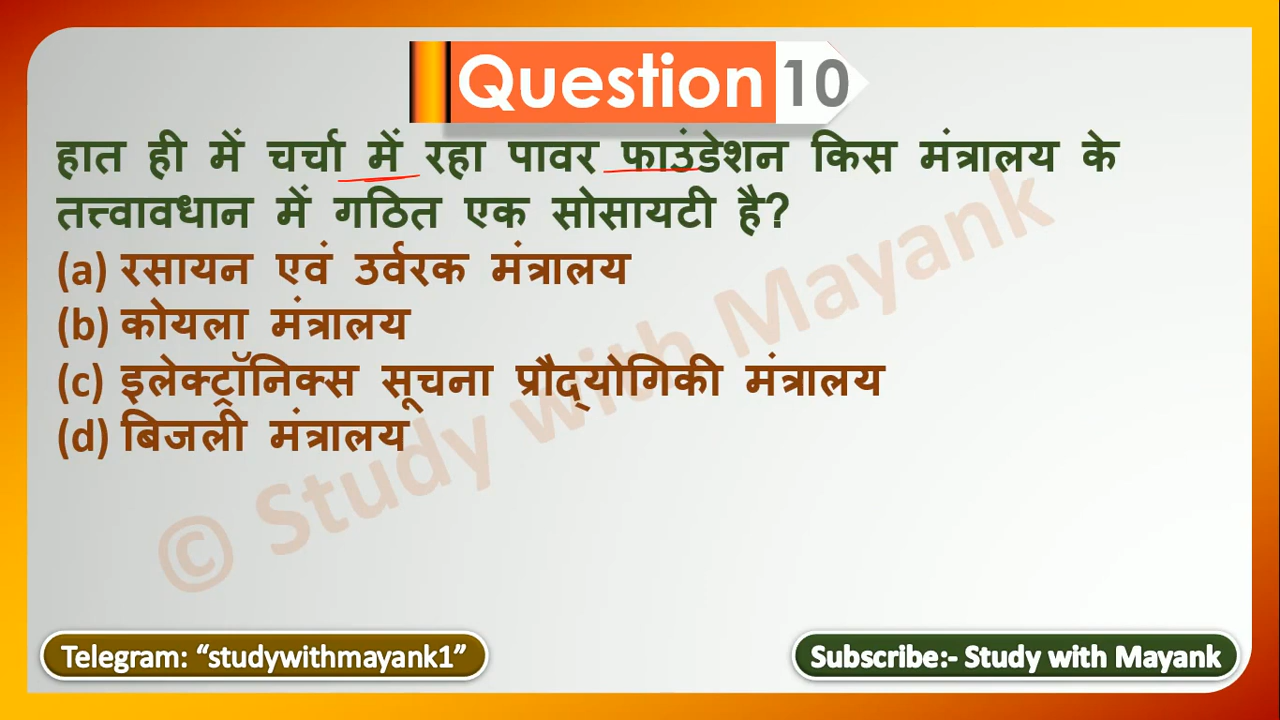 Question 10
हात ही में चर्चा में रहा पावर फाउंडेशन किस मंत्रालय के
तत्त्वावधान में गठित एक सोसायटी है?
(a) रसायन एवं उर्वरक मंत्रालय
(b) कोयला मंत्रालय
(c) इलेक्ट्रॉनिक्स सूचना प्रौद्योगिकी मंत्रालय
(d) बिजली मंत्रालय
© Study with Mayank
Telegram: “studywithmayank1”
Subscribe:- Study with Mayank